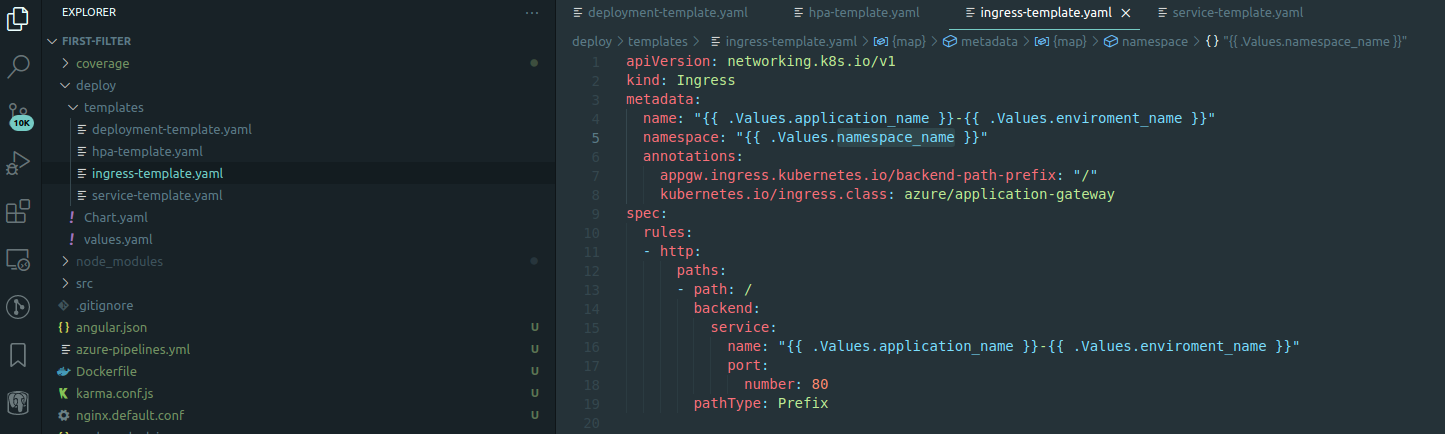 EXPLORER
FIRST-FILTER
coverage
deploy
templates
deployment-template.yaml
hpa-template.yaml
ingress-template.yaml
service-template.yaml
Chart.yaml
values.yaml
node_modules
src
.gitignore
angular.json U
azure-pipelines.yml U
Dockerfile U
karma.conf.js U
nginx.default.conf U
10K
deployment-template.yaml hpa-template.yaml ingress-template.yaml service-template.yaml
deploy > templates > ingress-template.yaml > {map} > metadata > {map} > namespace > {} "{{ .Values.namespace_name }}"
1 apiVersion: networking.k8s.io/v1
2 kind: Ingress
3 metadata:
4 name: "{{ .Values.application_name }}-{{ .Values.enviroment_name }}"
5 namespace: "{{ .Values.namespace_name }}"
6 annotations:
7 appgw.ingress.kubernetes.io/backend-path-prefix: "/"
8 kubernetes.io/ingress.class: azure/application-gateway
9 spec:
10 rules:
11 - http:
12 paths:
13 - path: /
14 backend:
15 service:
16 name: "{{ .Values.application_name }}-{{ .Values.enviroment_name }}"
17 port:
18 number: 80
19 pathType: Prefix
20